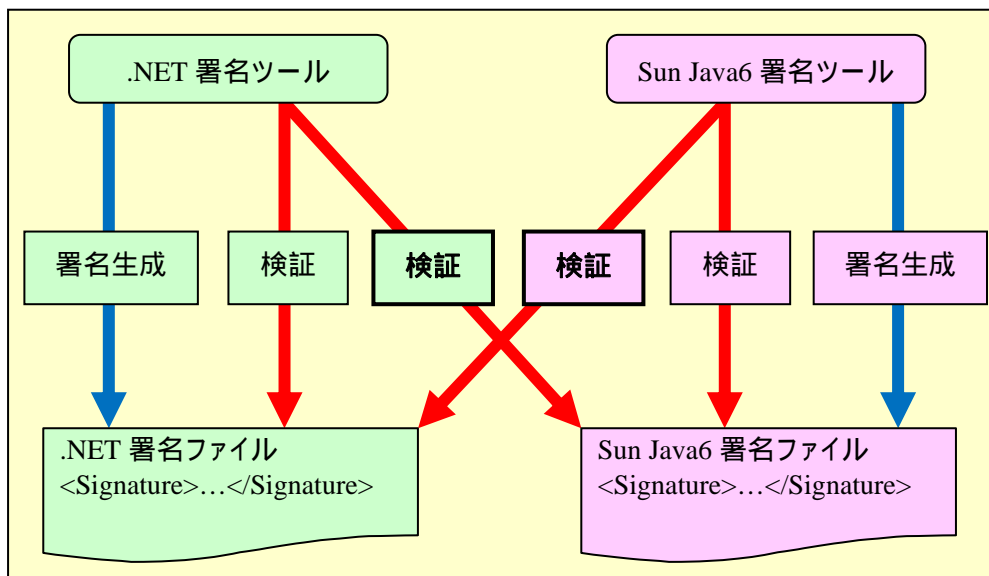 .NET 署名ツール
Sun Java6 署名ツール
署名生成
検証
検証
検証
検証
署名生成
.NET 署名ファイル
<Signature>…</Signature>
Sun Java6 署名ファイル
<Signature>…</Signature>